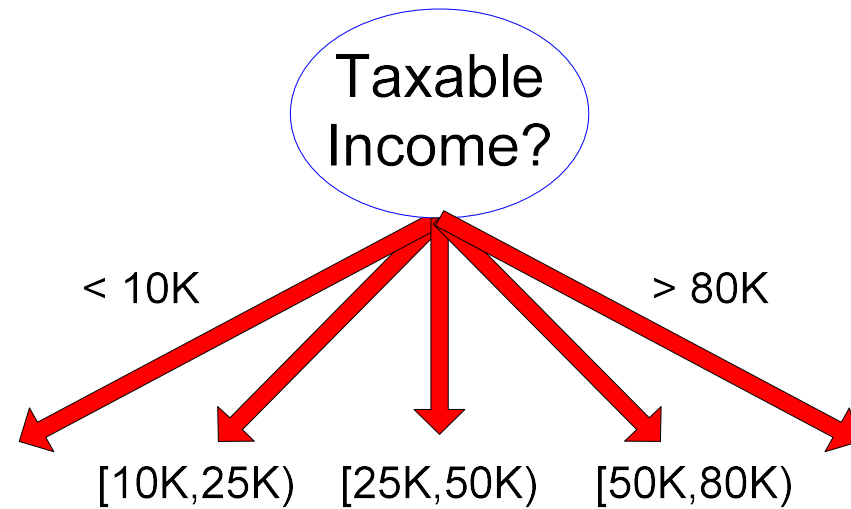 Taxable
Income?
< 10K
> 80K
[10K,25K)
[25K,50K)
[50K,80K)